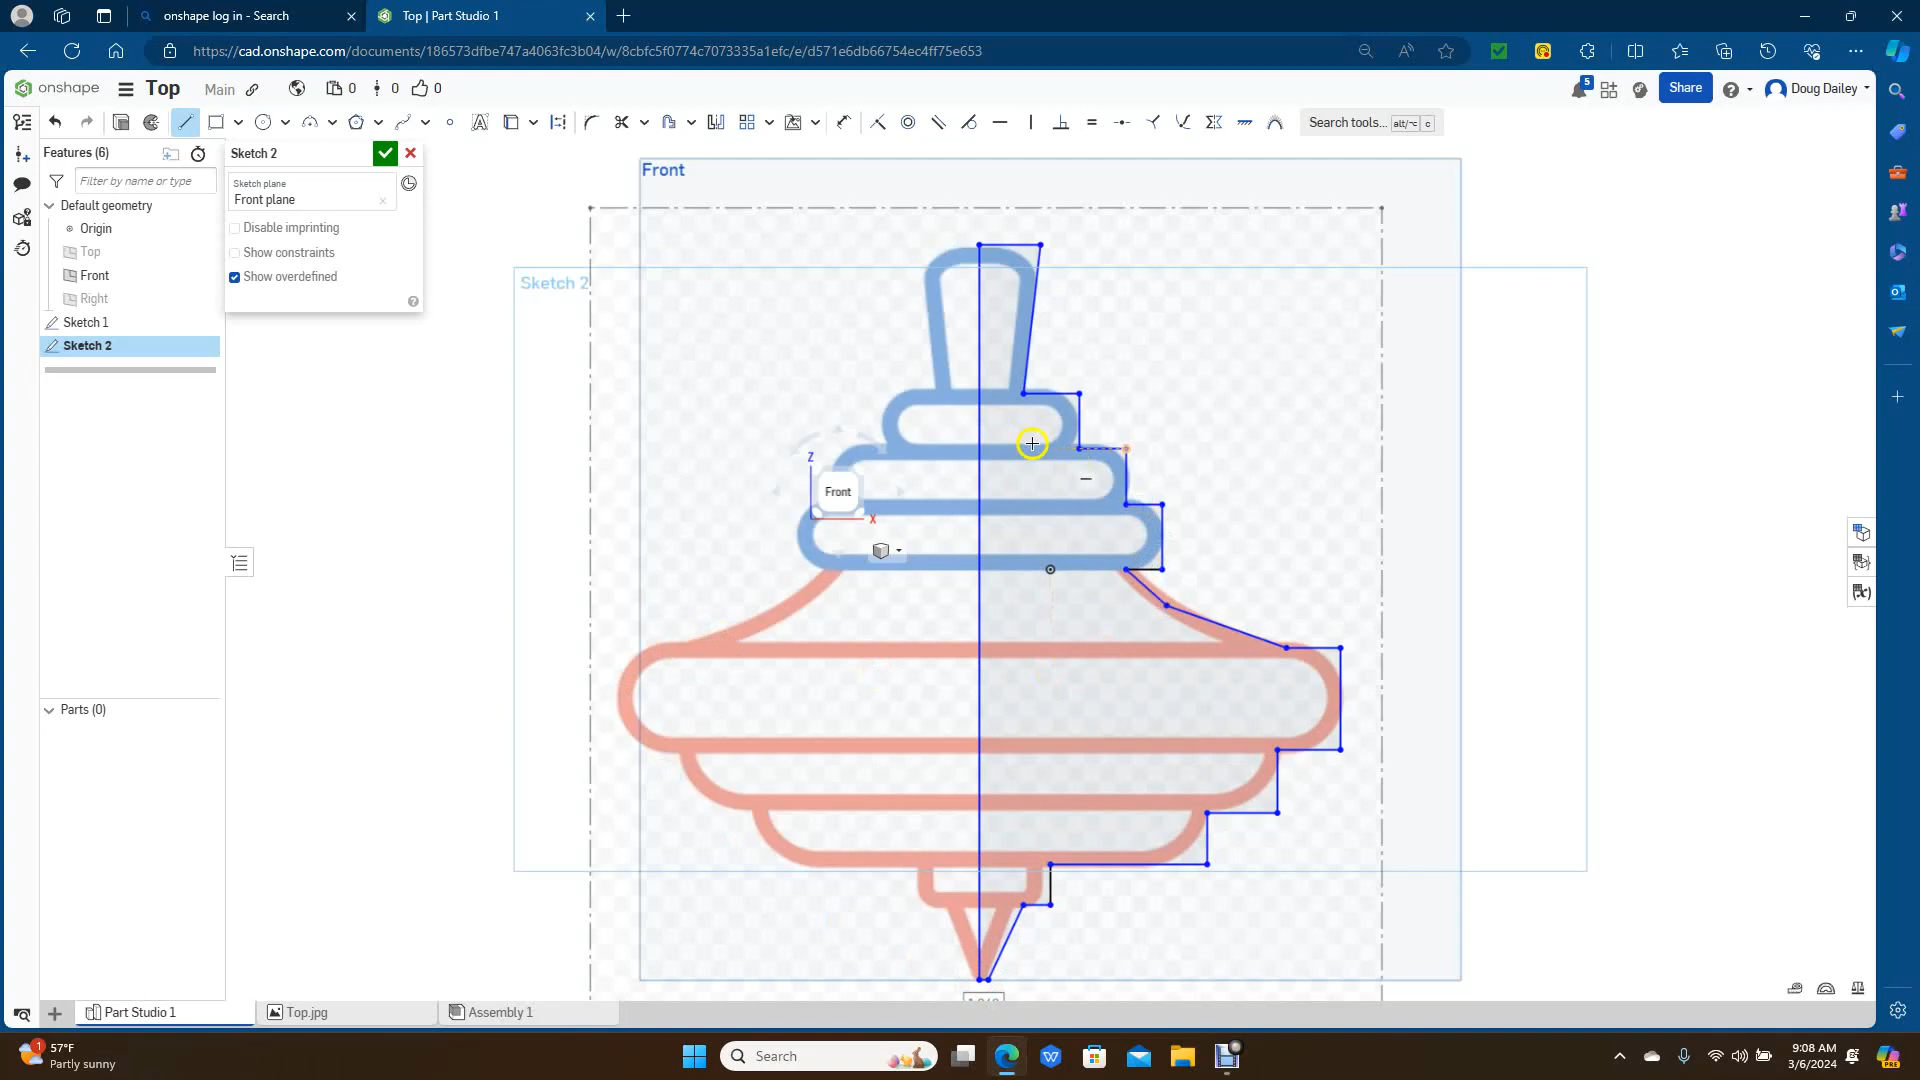 onshape log in - Search
Top | Part Studio 1
https://cad.onshape.com/documents/186573dfbe747a4063fc3b04/w/8cbfc5f0774c7073335a1efc/e/d571e6db66754ec4ff75e653
onshape
Top
Main
0
0
0
5
Share
Doug Dailey
Search tools...
alt/⌥
c
Features (6)
Filter by name or type
Default geometry
Origin
Top
Front
Right
Sketch 1
Sketch 2
Parts (0)
Sketch 2
Sketch plane
Front plane
Disable imprinting
Show constraints
Show overdefined
Front
Sketch 2
Z
Front
X
Part Studio 1
Top.jpg
Assembly 1
1
57°F
Partly sunny
Search
9:08 AM
3/6/2024
PRE